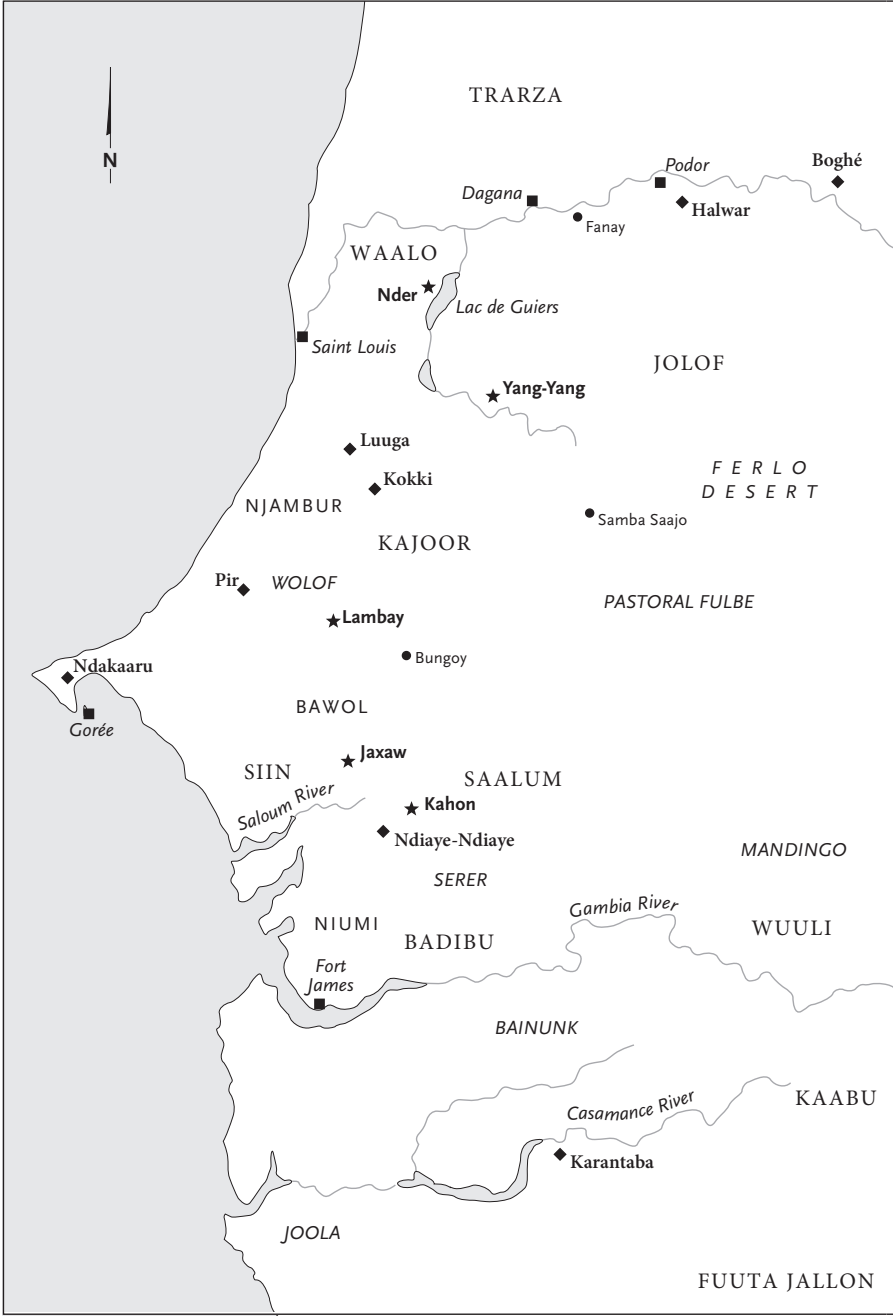 TRARZA
N
Boghé
Podor
Dagana
Halwar
Fanay
WAALO
Nder
Lac de Guiers
Saint Louis
JOLOF
Yang-Yang
Luuga
FERLO
DESERT
Kokki
NJAMBUR
Samba Saajo
KAJOOR
Pir
WOLOF
PASTORAL FULBE
Lambay
Bungoy
Ndakaaru
BAWOL
Gorée
Jaxaw
SIIN
SAALUM
Saloum River
Kahon
Ndiaye-Ndiaye
MANDINGO
SERER
Gambia River
NIUMI
WUULI
BADIBU
Fort
James
BAINUNK
KAABU
Casamance River
Karantaba
JOOLA
FUUTA JALLON